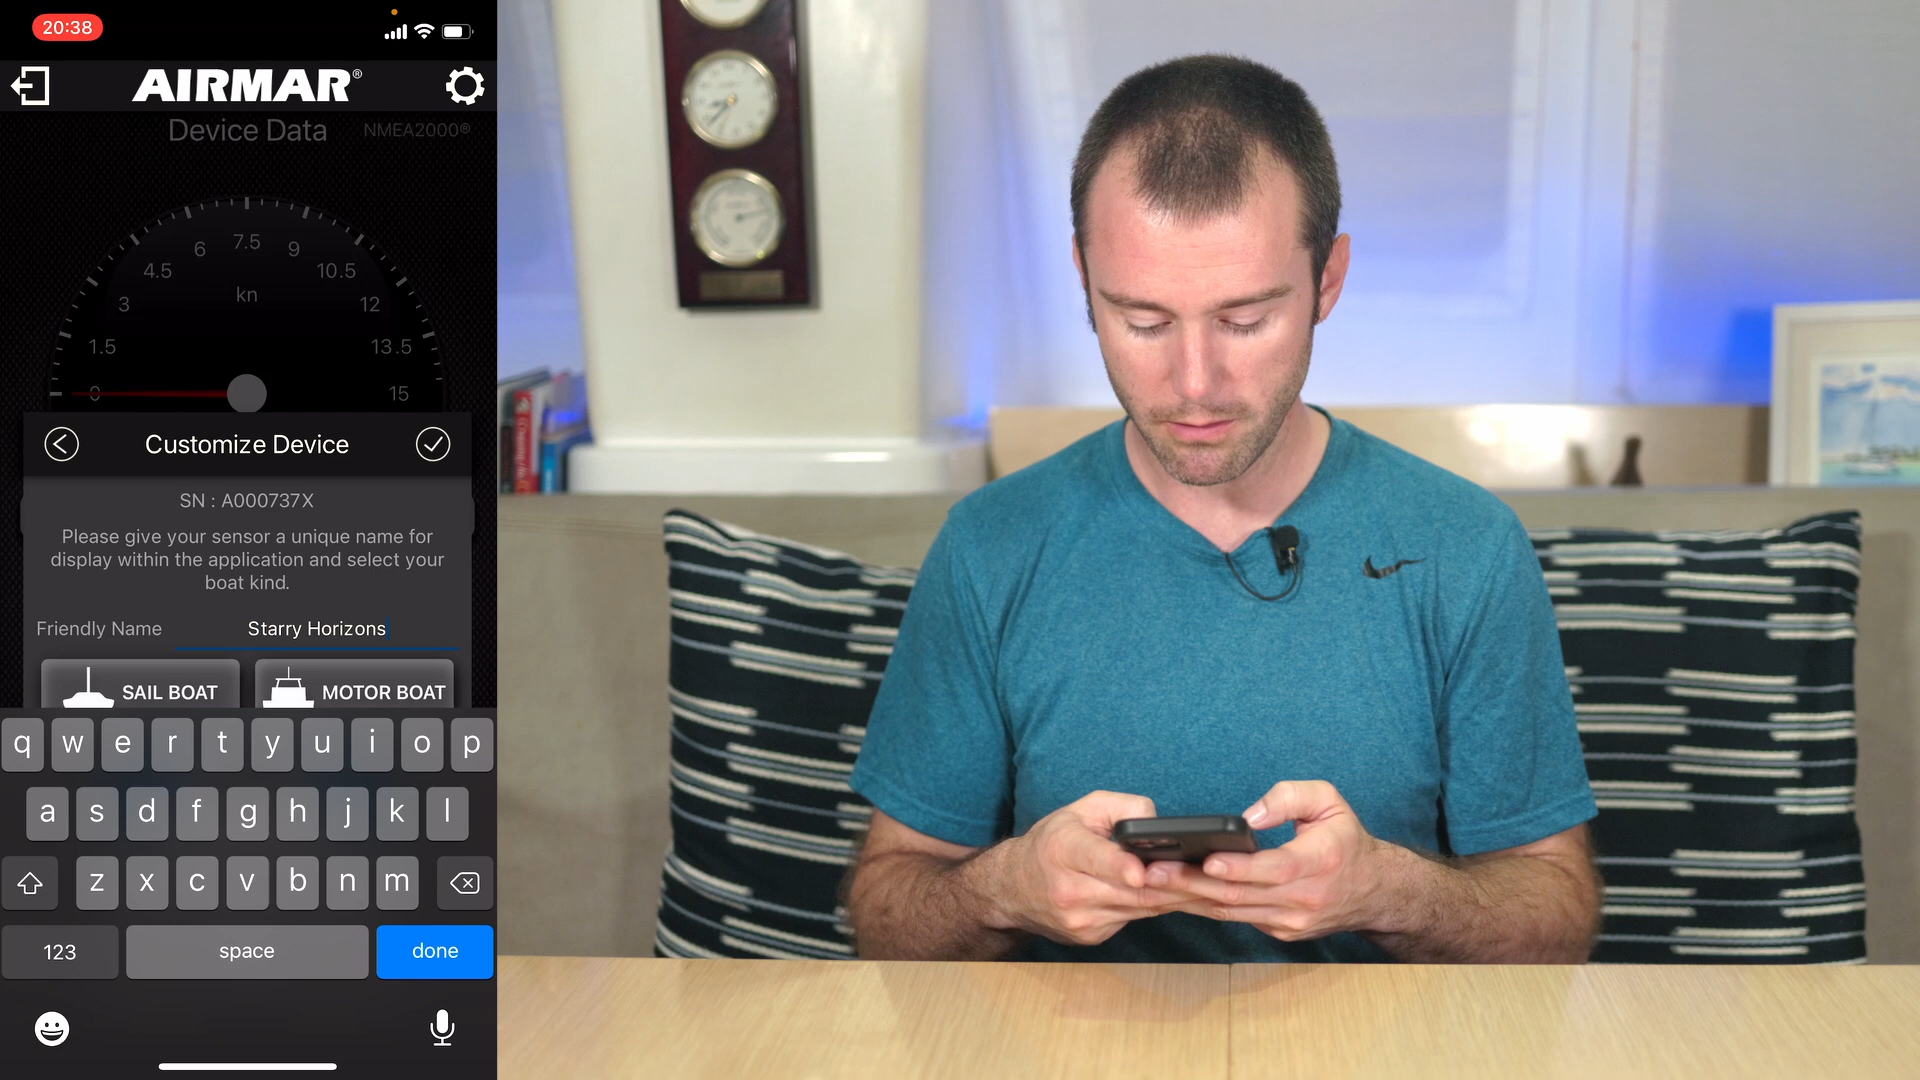 20:38
AIRMAR®
Device Data NMEA2000®
6 7.5 9
4.5 10.5
kn
3 12
1.5 13.5
0 15
Customize Device
SN : A000737X
Please give your sensor a unique name for
display within the application and select your
boat kind.
Friendly Name Starry Horizons
SAIL BOAT MOTOR BOAT
q w e r t y u i o p
a s d f g h j k l
z x c v b n m
123 space done